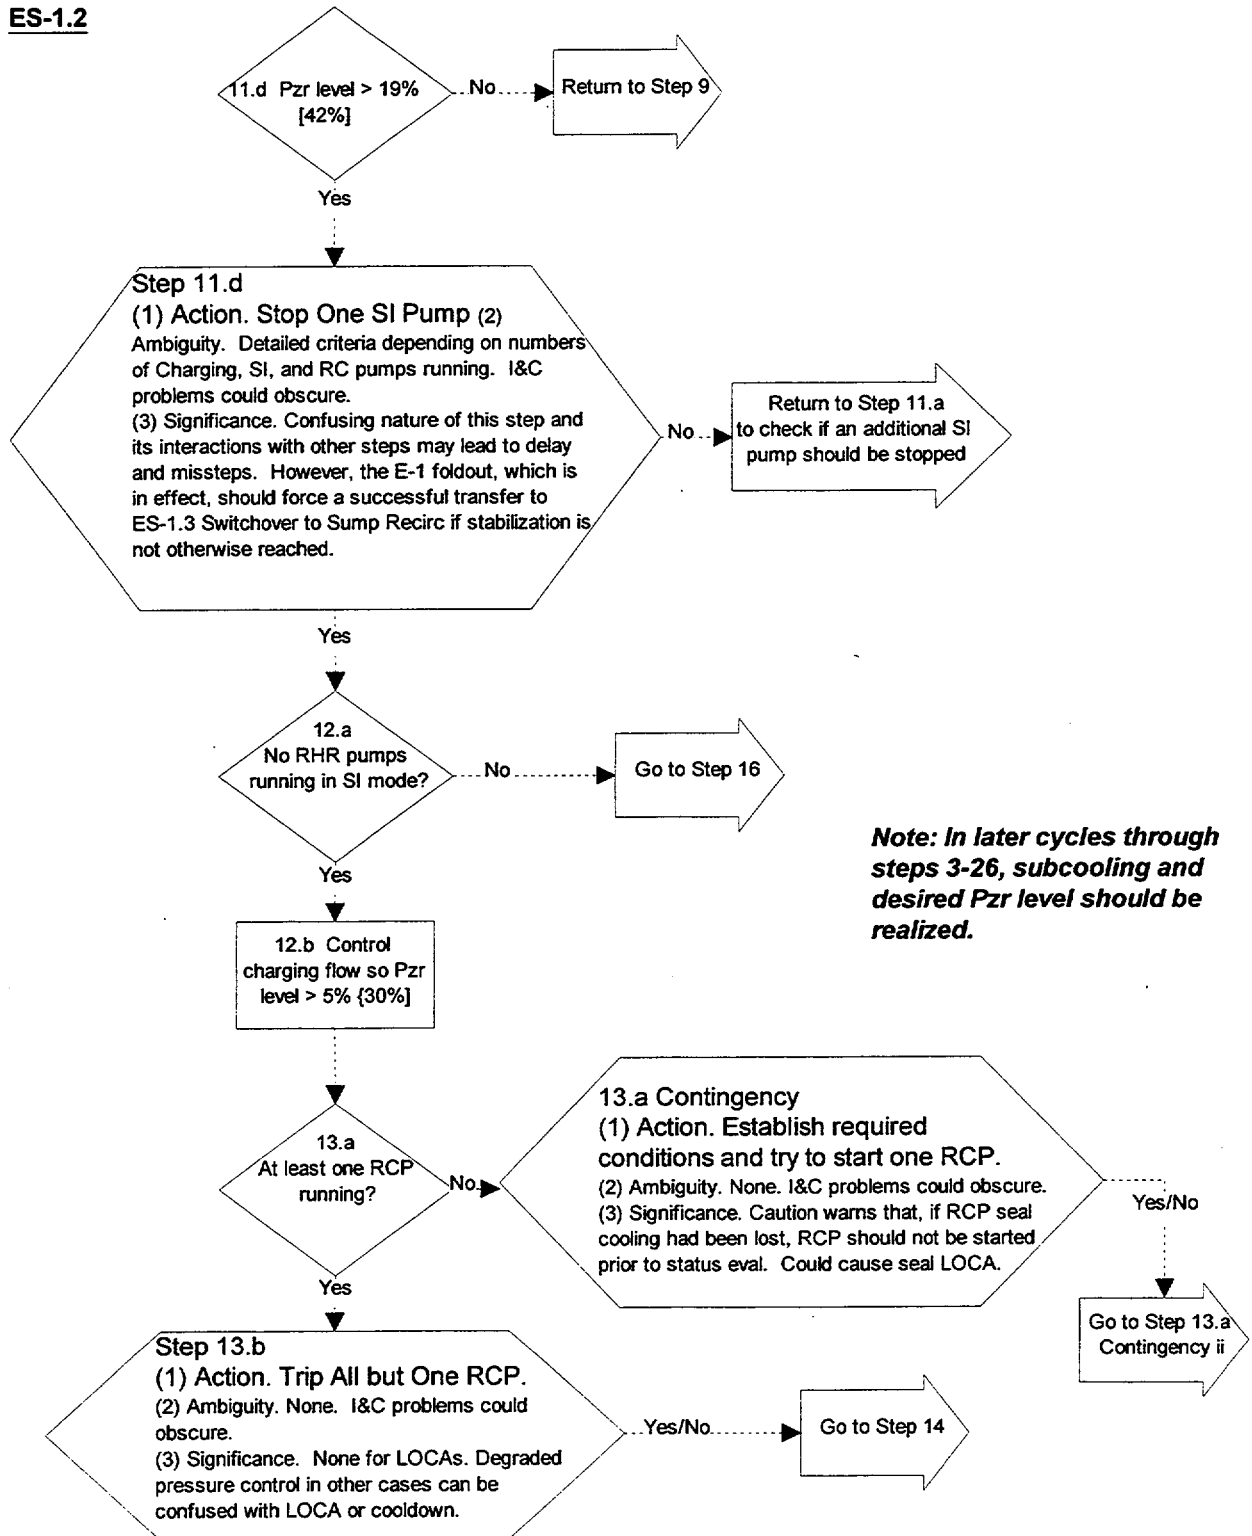 ES-1.2
11.d Pzr level > 19%
[42%]
No
Return to Step 9
Yes
Step 11.d
(1) Action. Stop One SI Pump (2)
Ambiguity. Detailed criteria depending on numbers
of Charging, SI, and RC pumps running. I&C
problems could obscure.
(3) Significance. Confusing nature of this step and
its interactions with other steps may lead to delay
and missteps. However, the E-1 foldout, which is
in effect, should force a successful transfer to
ES-1.3 Switchover to Sump Recirc if stabilization is
not otherwise reached.
No
Return to Step 11.a
to check if an additional SI
pump should be stopped
Yes
12.a
No RHR pumps
running in SI mode?
No
Go to Step 16
Note: In later cycles through
steps 3-26, subcooling and
desired Pzr level should be
realized.
Yes
12.b Control
charging flow so Pzr
level > 5% {30%]
13.a
At least one RCP
running?
No
13.a Contingency
(1) Action. Establish required
conditions and try to start one RCP.
(2) Ambiguity. None. I&C problems could obscure.
(3) Significance. Caution warns that, if RCP seal
cooling had been lost, RCP should not be started
prior to status eval. Could cause seal LOCA.
Yes/No
Go to Step 13.a
Contingency ii
Yes
Step 13.b
(1) Action. Trip All but One RCP.
(2) Ambiguity. None. I&C problems could
obscure.
(3) Significance. None for LOCAs. Degraded
pressure control in other cases can be
confused with LOCA or cooldown.
Yes/No
Go to Step 14